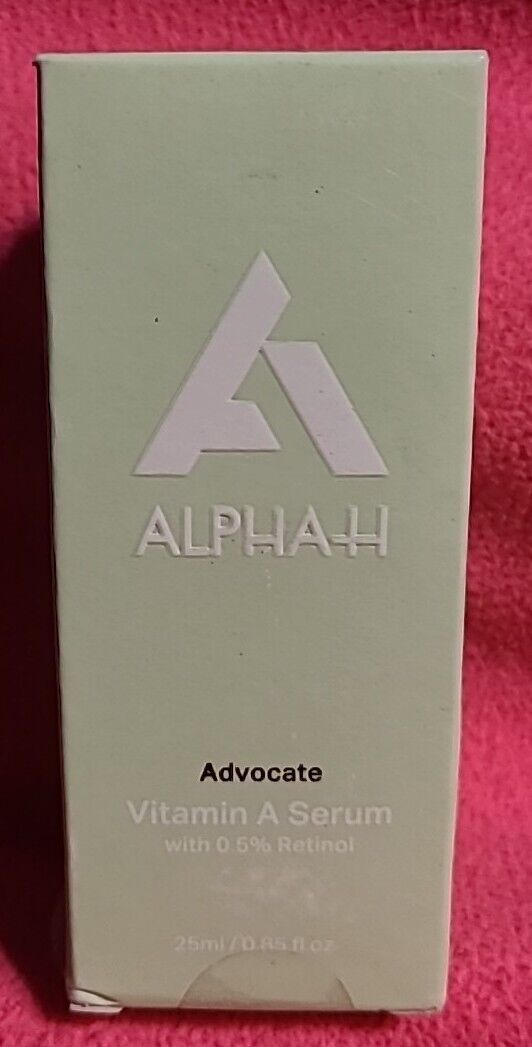 ALPHA-H
Advocate
Vitamin A Serum
with 0.5% Retinol
25ml / 0.85 fl oz